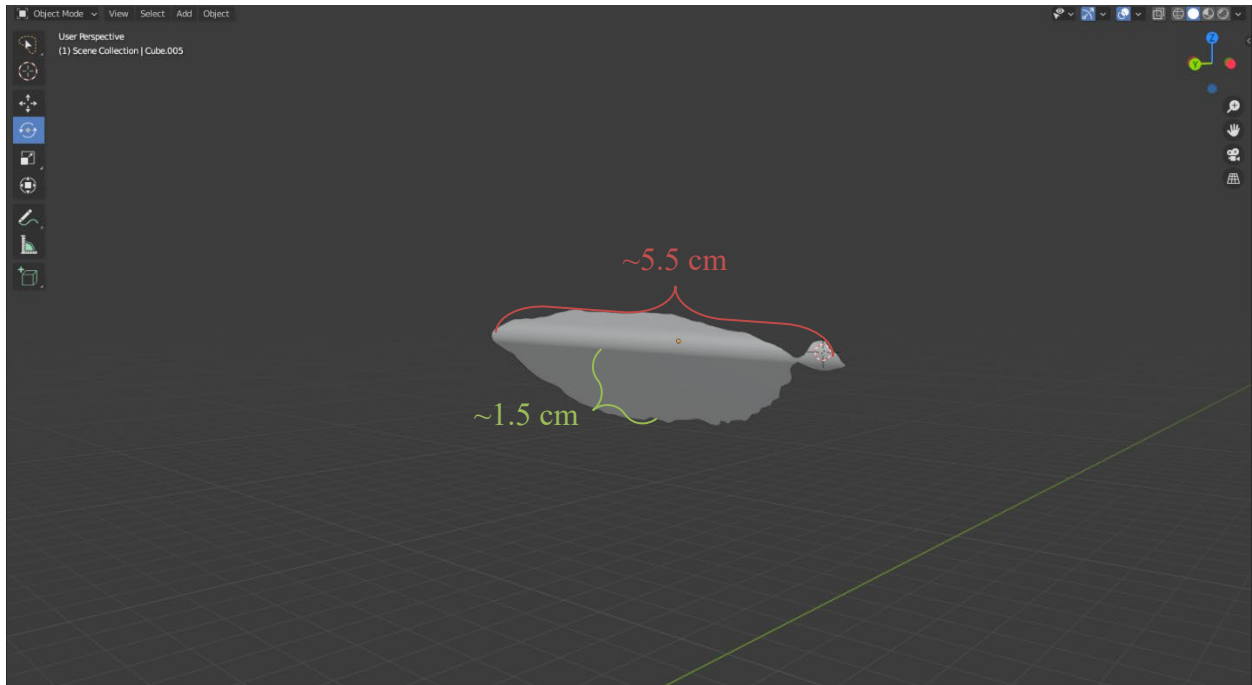 Object Mode View Select Add Object
User Perspective
(1) Scene Collection | Cube.005
Z
Y
~5.5 cm
~1.5 cm